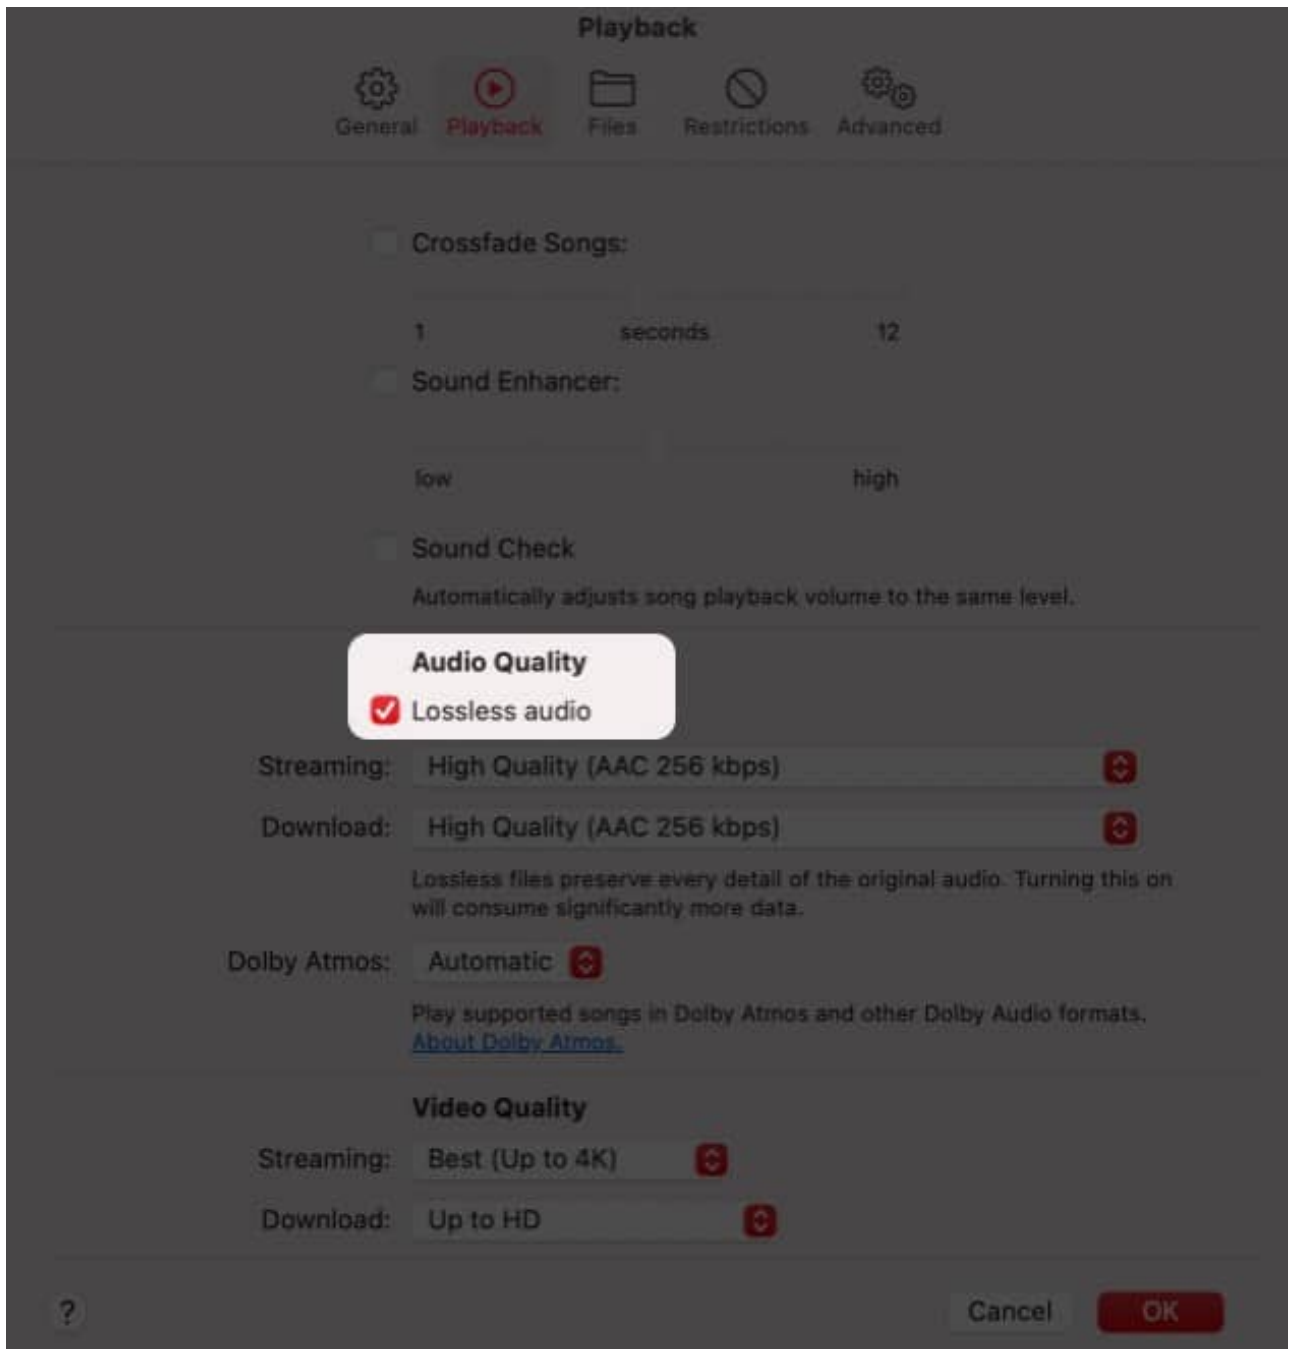 Playback
General Playback Files Restrictions Advanced
Crossfade Songs:
1 seconds 12
Sound Enhancer:
low high
Sound Check
Automatically adjusts song playback volume to the same level.
Audio Quality
Lossless audio
Streaming: High Quality (AAC 256 kbps)
Download: High Quality (AAC 256 kbps)
Lossless files preserve every detail of the original audio. Turning this on
will consume significantly more data.
Dolby Atmos: Automatic
Play supported songs in Dolby Atmos and other Dolby Audio formats.
About Dolby Atmos.
Video Quality
Streaming: Best (Up to 4K)
Download: Up to HD
? Cancel OK